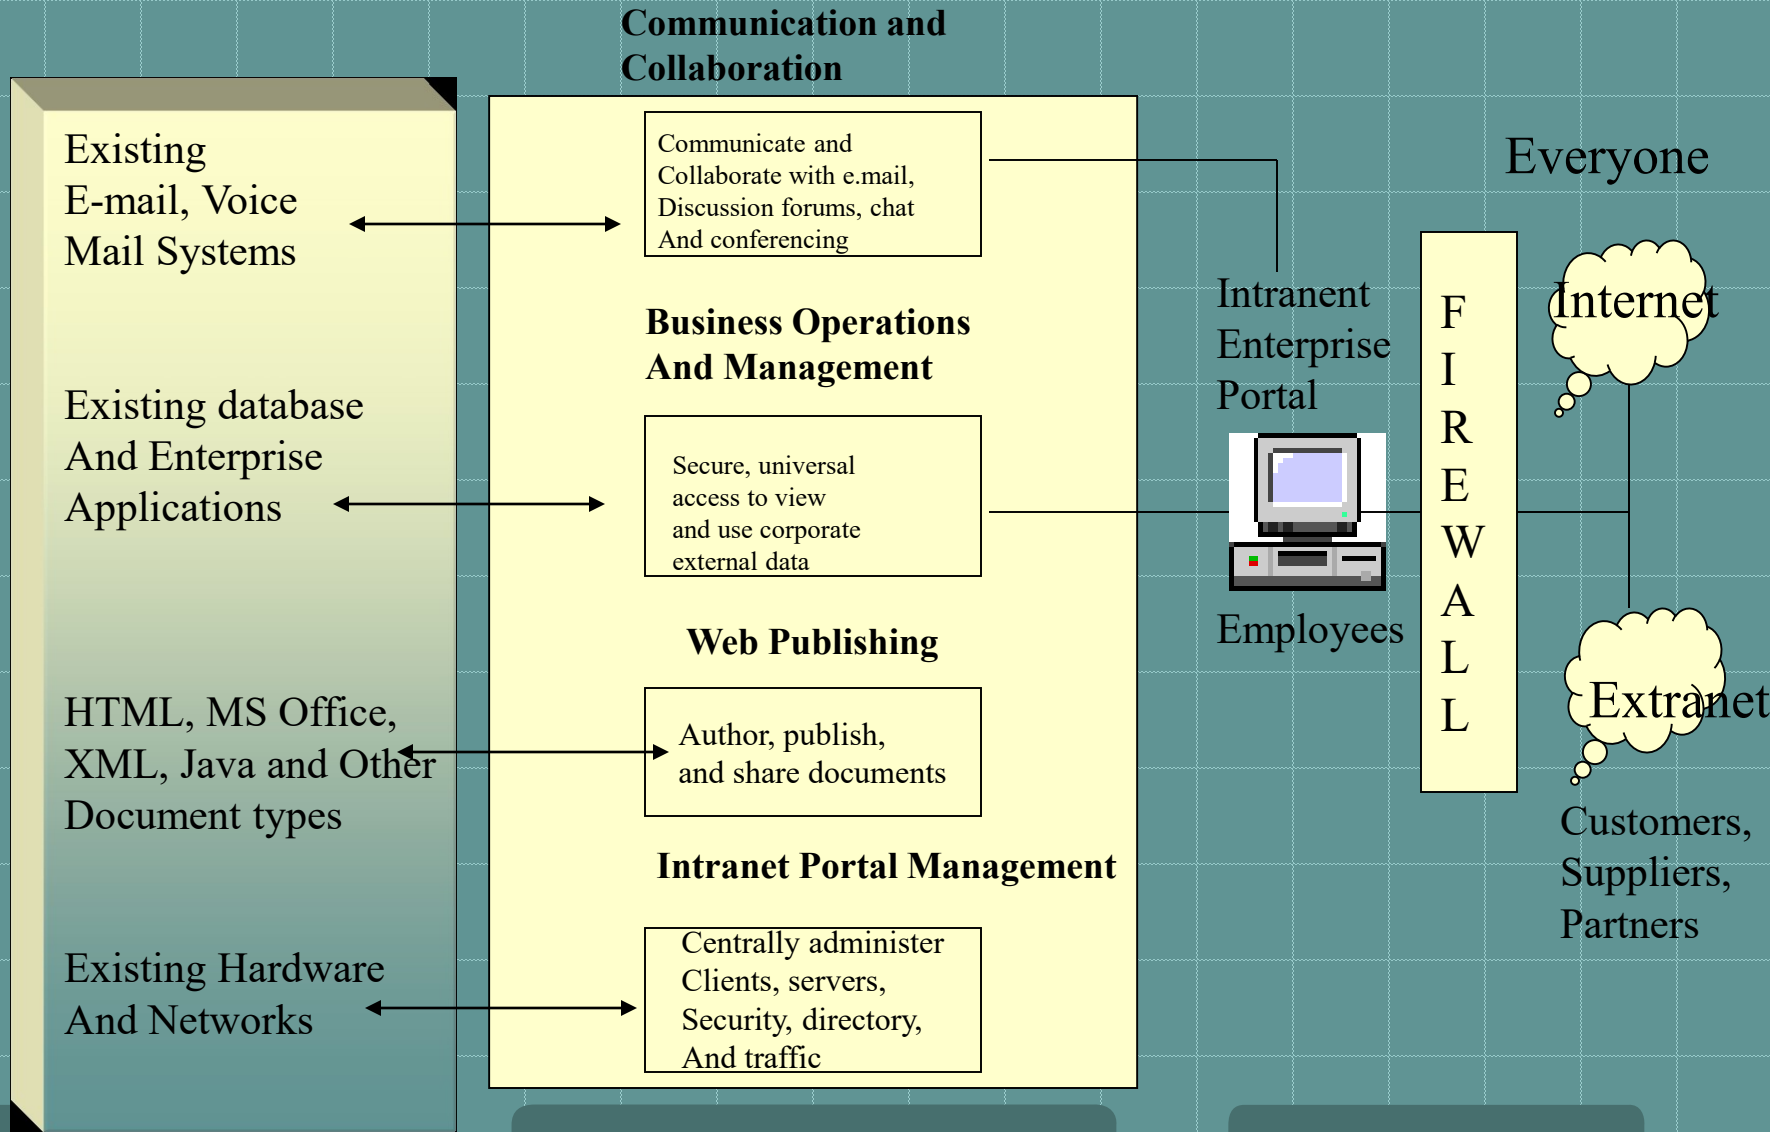 Communication and
Collaboration
Existing
E-mail, Voice
Mail Systems
Existing database
And Enterprise
Applications
HTML, MS Office,
XML, Java and Other
Document types
Existing Hardware
And Networks
Communicate and
Collaborate with e.mail,
Discussion forums, chat
And conferencing
Business Operations
And Management
Secure, universal
access to view
and use corporate
external data
Web Publishing
Author, publish,
and share documents
Intranet Portal Management
Centrally administer
Clients, servers,
Security, directory,
And traffic
Intranent
Enterprise
Portal
Employees
F
I
R
E
W
A
L
L
Everyone
Internet
Extranet
Customers,
Suppliers,
Partners